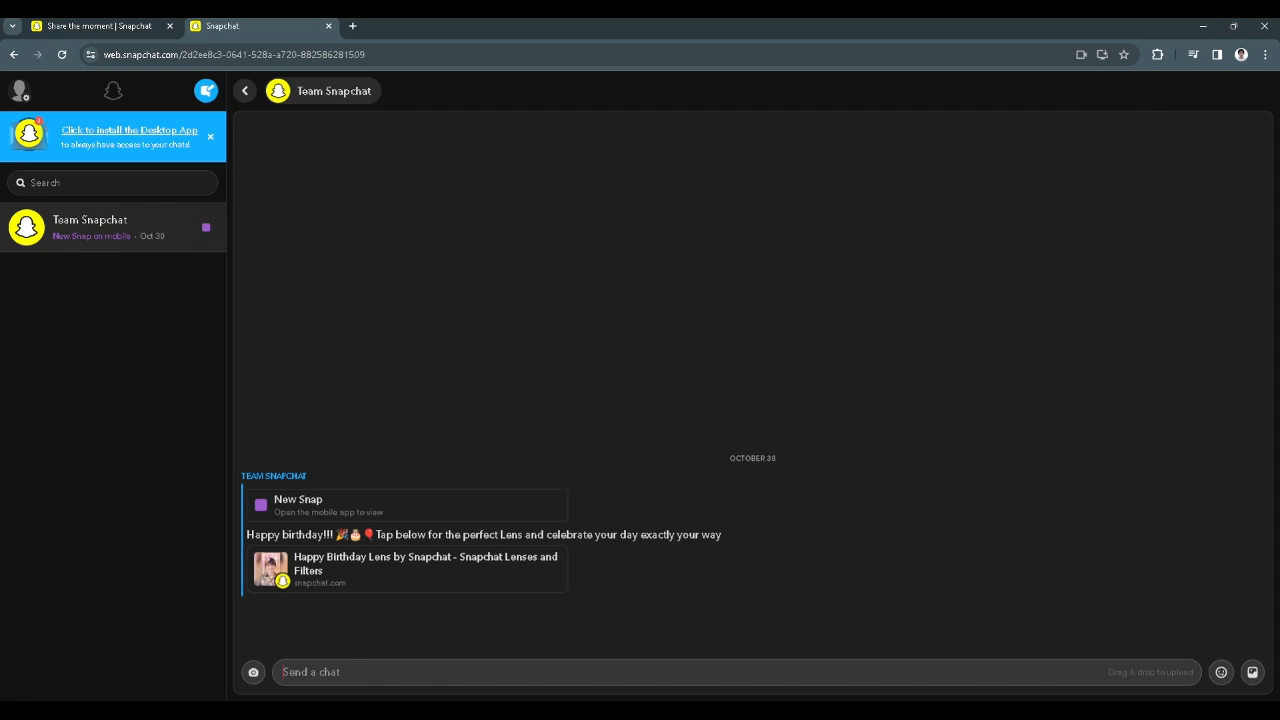 Share the moment | Snapchat
Snapchat
web.snapchat.com/2d2ee8c3-0641-528a-a720-882586281509
Team Snapchat
Click to install the Desktop App
to always have access to your chats!
Search
Team Snapchat
New Snap on mobile · Oct 30
OCTOBER 30
TEAM SNAPCHAT
New Snap
Open the mobile app to view
Happy birthday!!! 🎉🎂🎈Tap below for the perfect Lens and celebrate your day exactly your way
Happy Birthday Lens by Snapchat - Snapchat Lenses and
Filters
snapchat.com
Send a chat
Drag & drop to upload